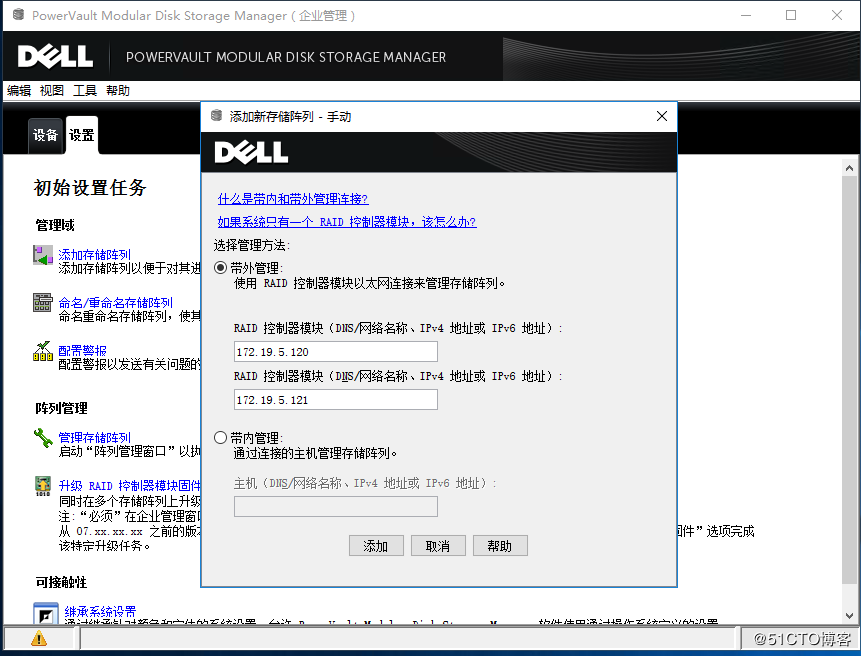 PowerVault Modular Disk Storage Manager ( 企业管理 )
DELL
POWERVAULT MODULAR DISK STORAGE MANAGER
编辑 视图 工具 帮助
设备 设置
初始设置任务
管理域
添加存储阵列
添加存储阵列以便于对其进
命名/重命名存储阵列
命名重命名存储阵列，使其
配置警报
配置警报以发送有关问题的
阵列管理
管理存储阵列
启动“阵列管理窗口”以执
升级 RAID 控制器模块固件
同时在多个存储阵列上升级
注：“必须”在企业管理窗口
从 07.xx.xx.xx 之前的版本
件”选项完成
该特定升级任务。
可接触性
继承系统设置
添加新存储阵列 - 手动
DELL
什么是带内和带外管理连接?
如果系统只有一个 RAID 控制器模块，该怎么办?
选择管理方法:
带外管理:
使用 RAID 控制器模块以太网连接来管理存储阵列。
RAID 控制器模块（DNS/网络名称、IPv4 地址或 IPv6 地址）:
172.19.5.120
RAID 控制器模块（DNS/网络名称、IPv4 地址或 IPv6 地址）:
172.19.5.121
带内管理:
通过连接的主机管理存储阵列。
主机（DNS/网络名称、IPv4 地址或 IPv6 地址）:
添加 取消 帮助
@51CTO博客